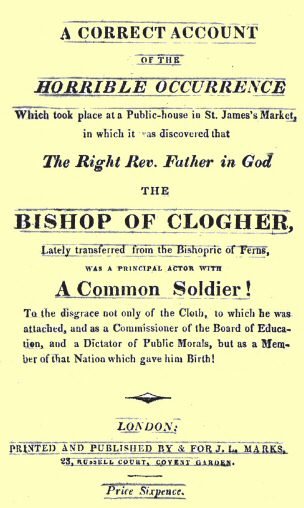 A CORRECT ACCOUNT
OF THE
HORRIBLE OCCURRENCE
Which took place at a Public-house in St. James's Market,
in which it was discovered that
The Right Rev. Father in God
THE
BISHOP OF CLOGHER,
Lately transferred from the Bishopric of Ferns,
WAS A PRINCIPAL ACTOR WITH
A Common Soldier!
To the disgrace not only of the Cloth, to which he was
attached, and as a Commissioner of the Board of Educa-
tion, and a Dictator of Public Morals, but as a Mem-
ber of that Nation which gave him Birth!
LONDON:
PRINTED AND PUBLISHED BY & FOR J. L. MARKS,
23, RUSSELL COURT, COVENT GARDEN.
Price Sixpence.